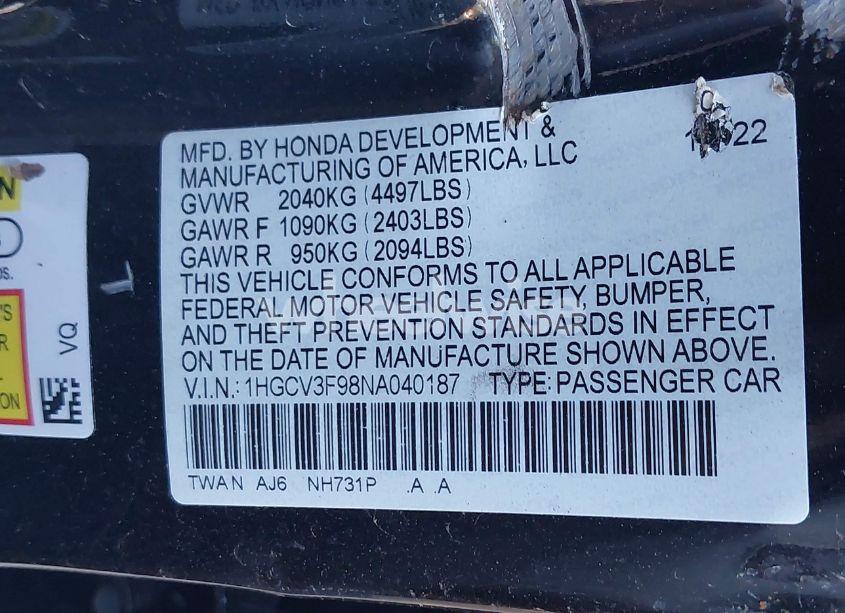 MFD. BY HONDA DEVELOPMENT &
MANUFACTURING OF AMERICA, LLC
22
GVWR 2040KG (4497LBS)
GAWR F 1090KG (2403LBS)
GAWR R 950KG (2094LBS)
THIS VEHICLE CONFORMS TO ALL APPLICABLE
FEDERAL MOTOR VEHICLE SAFETY, BUMPER,
AND THEFT PREVENTION STANDARDS IN EFFECT
ON THE DATE OF MANUFACTURE SHOWN ABOVE.
V.I.N.: 1HGCV3F98NA040187 TYPE: PASSENGER CAR
TWAN AJ6 NH731P .A .A
VQ